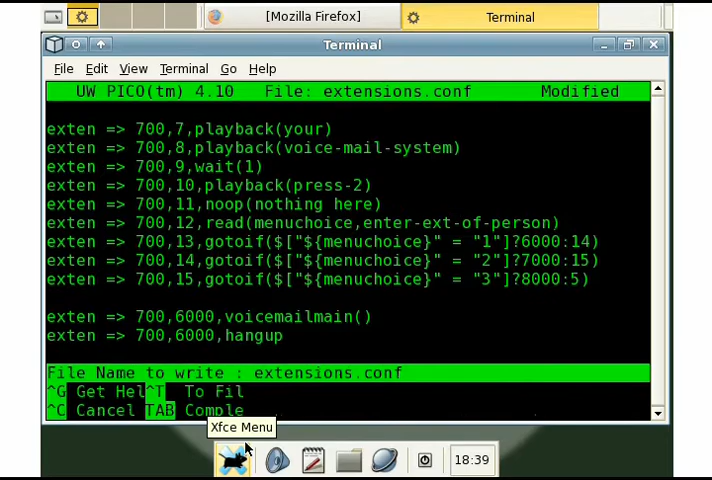 [Mozilla Firefox]
Terminal
Terminal
File Edit View Terminal Go Help
UW PICO(tm) 4.10 File: extensions.conf Modified
exten => 700,7,playback(your)
exten => 700,8,playback(voice-mail-system)
exten => 700,9,wait(1)
exten => 700,10,playback(press-2)
exten => 700,11,noop(nothing here)
exten => 700,12,read(menuchoice,enter-ext-of-person)
exten => 700,13,gotoif($["${menuchoice}" = "1"]?6000:14)
exten => 700,14,gotoif($["${menuchoice}" = "2"]?7000:15)
exten => 700,15,gotoif($["${menuchoice}" = "3"]?8000:5)
exten => 700,6000,voicemailmain()
exten => 700,6000,hangup
File Name to write : extensions.conf
^G Get Hel^T To Fil
^C Cancel TAB Comple
Xfce Menu
18:39